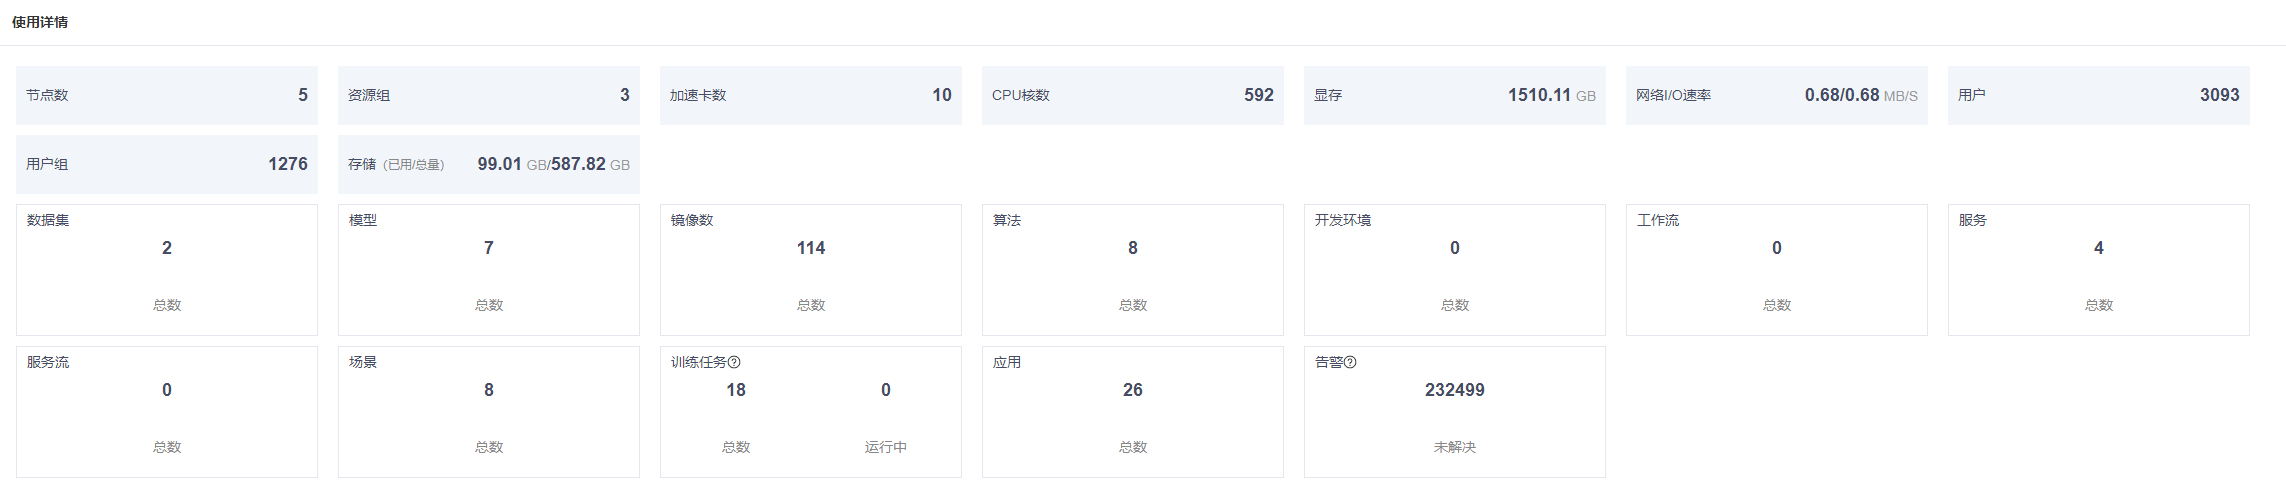 使用详情
节点数 5
资源组 3
加速卡数 10
CPU核数 592
显存 1510.11 GB
网络I/O速率 0.68/0.68 MB/S
用户 3093
用户组 1276
存储（已用/总量） 99.01 GB/587.82 GB
数据集
2
总数
模型
7
总数
镜像数
114
总数
算法
8
总数
开发环境
0
总数
工作流
0
总数
服务
4
总数
服务流
0
总数
场景
8
总数
训练任务?
18 0
总数 运行中
应用
26
总数
告警?
232499
未解决